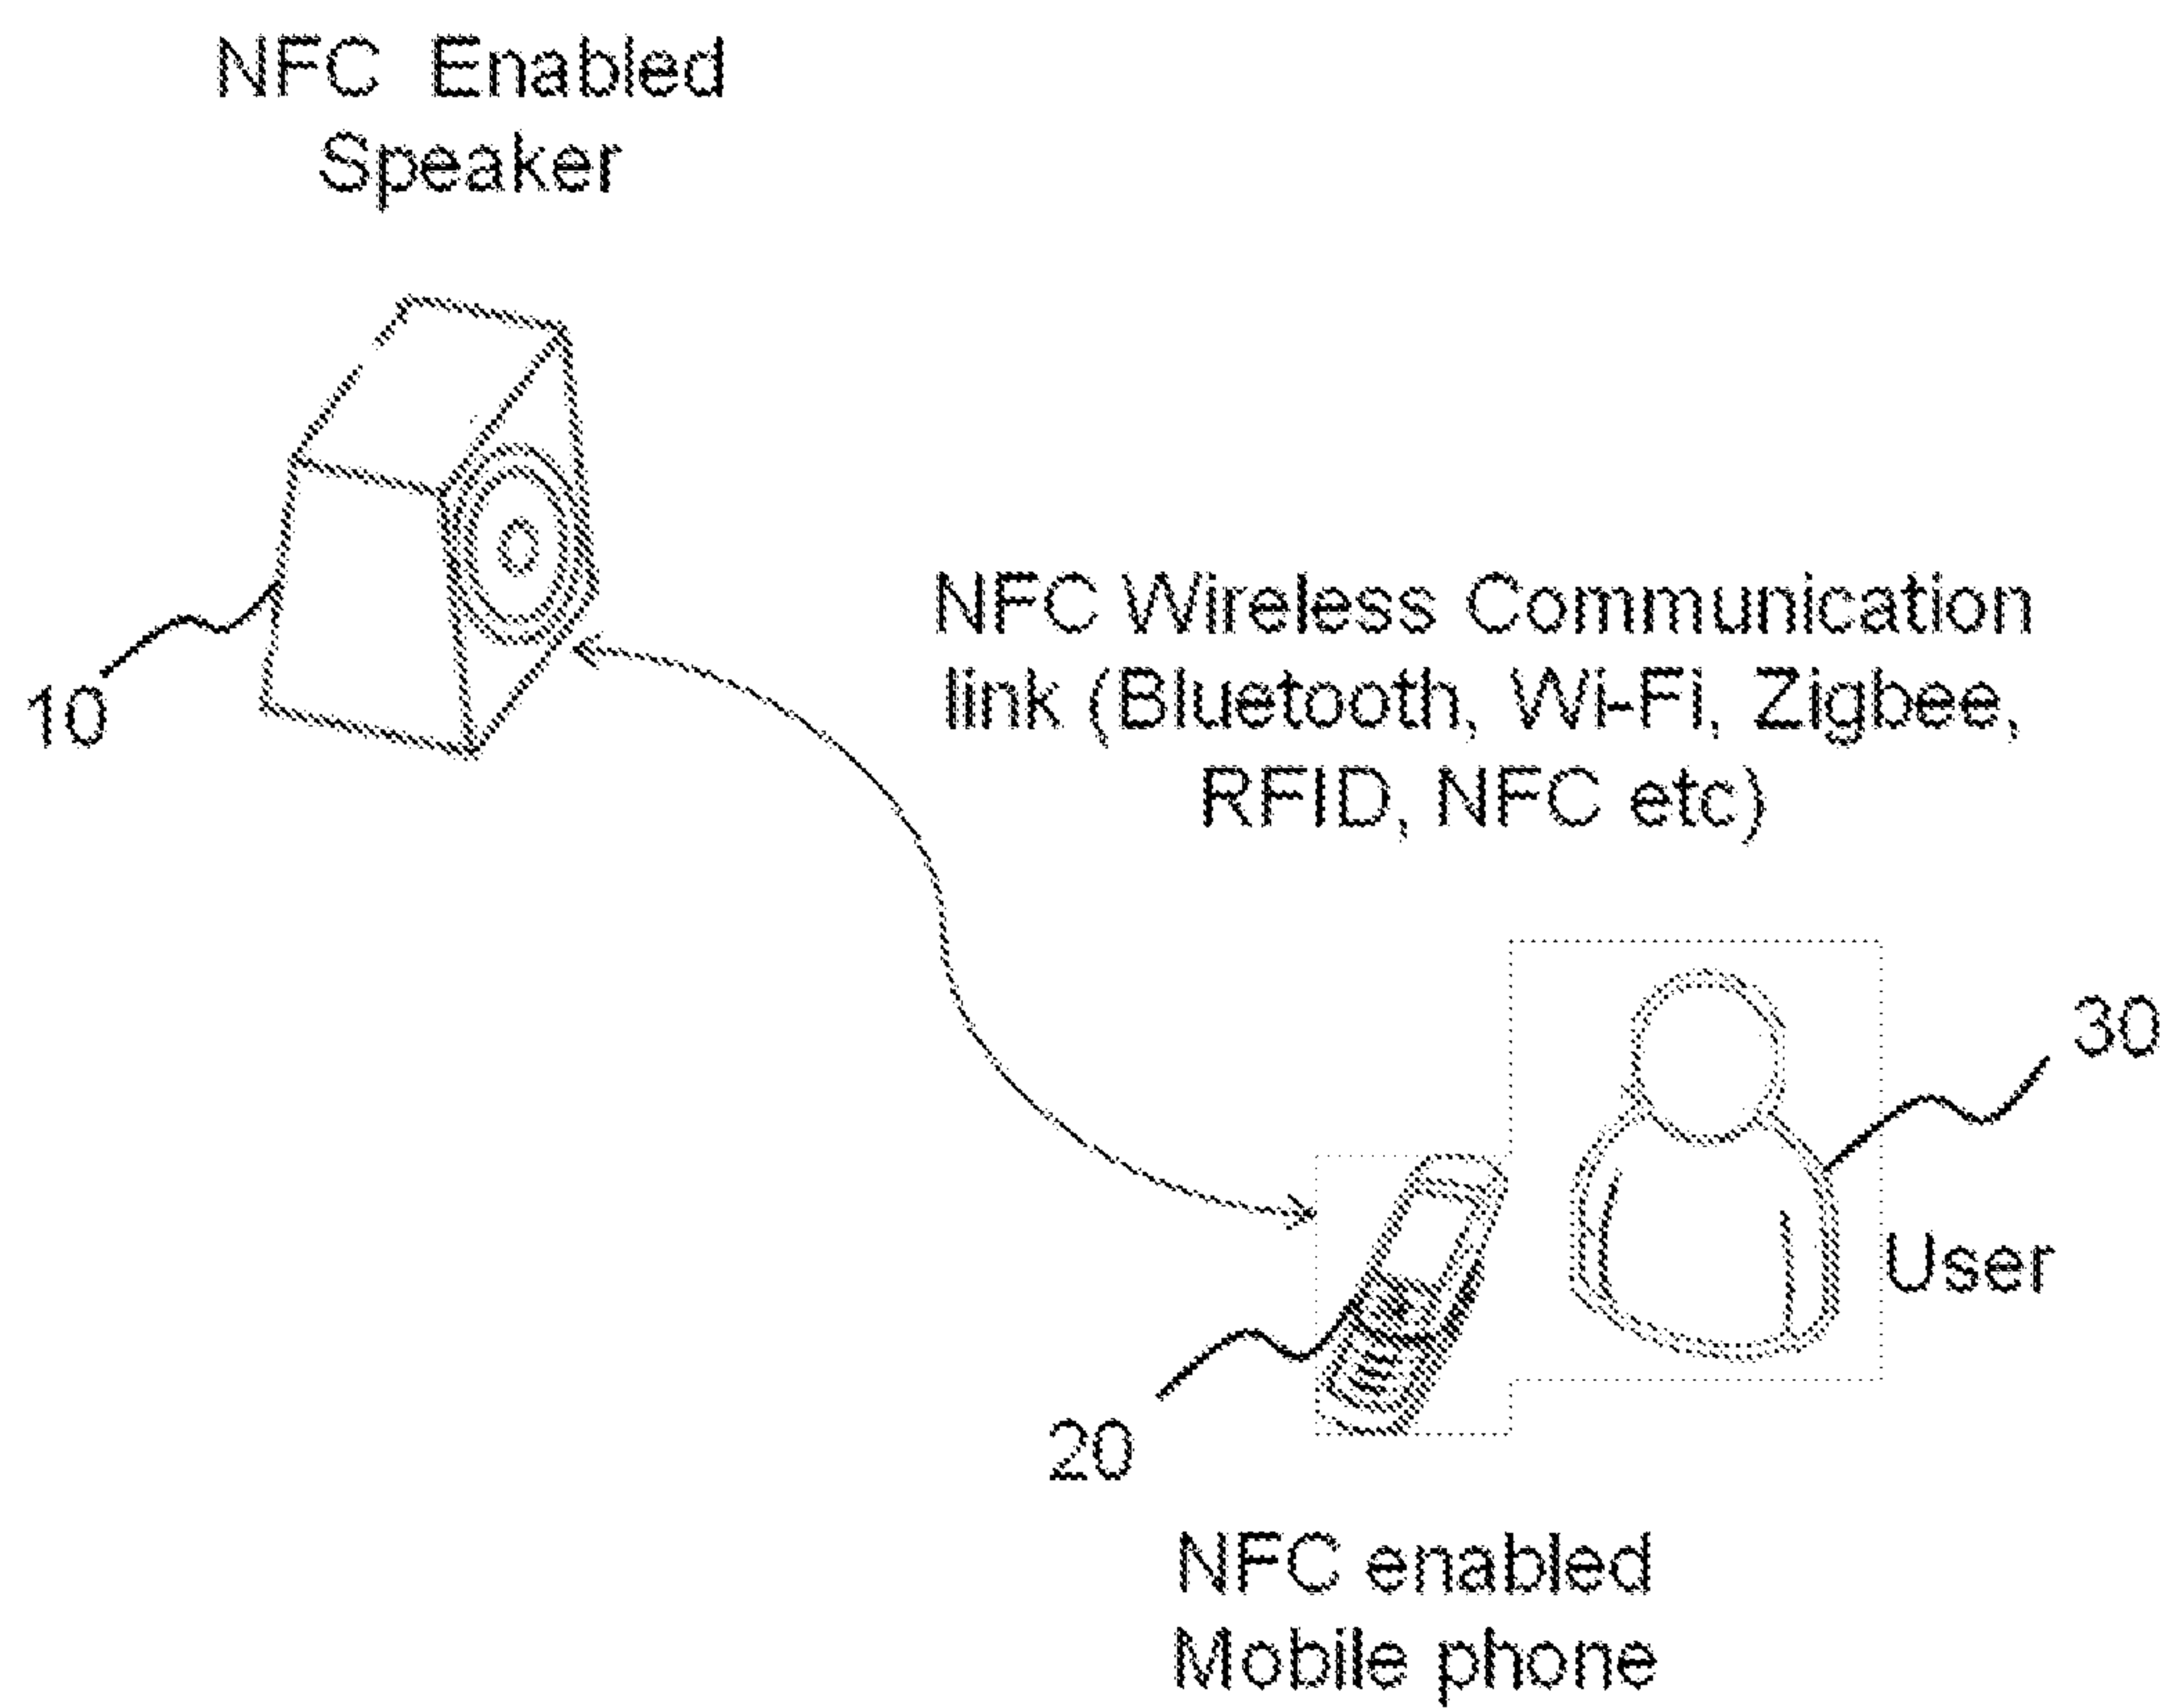 NFC Enabled
Speaker
10
NFC Wireless Communication
link (Bluetooth, Wi-Fi, Zigbee,
RFID, NFC etc)
30
User
20
NFC enabled
Mobile phone